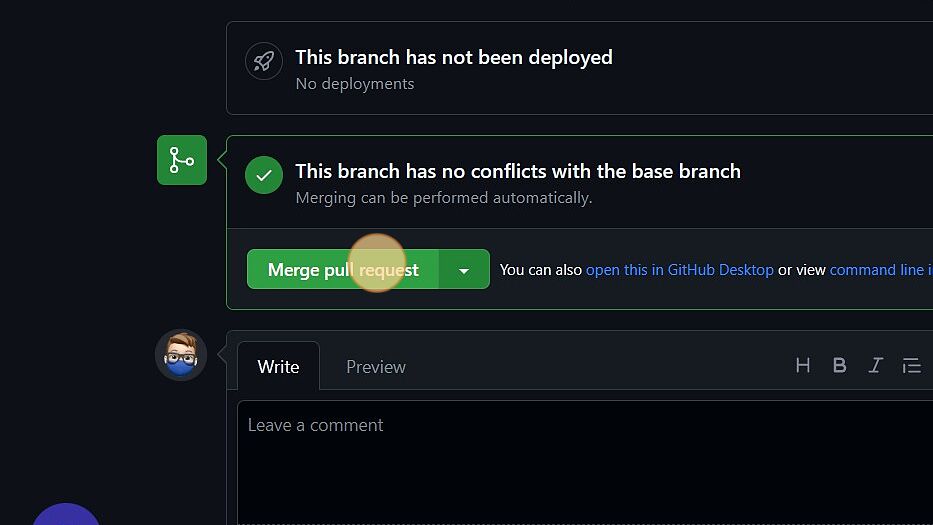 This branch has not been deployed
No deployments
This branch has no conflicts with the base branch
Merging can be performed automatically.
Merge pull request
You can also open this in GitHub Desktop or view command line
Write
Preview
H B I
Leave a comment